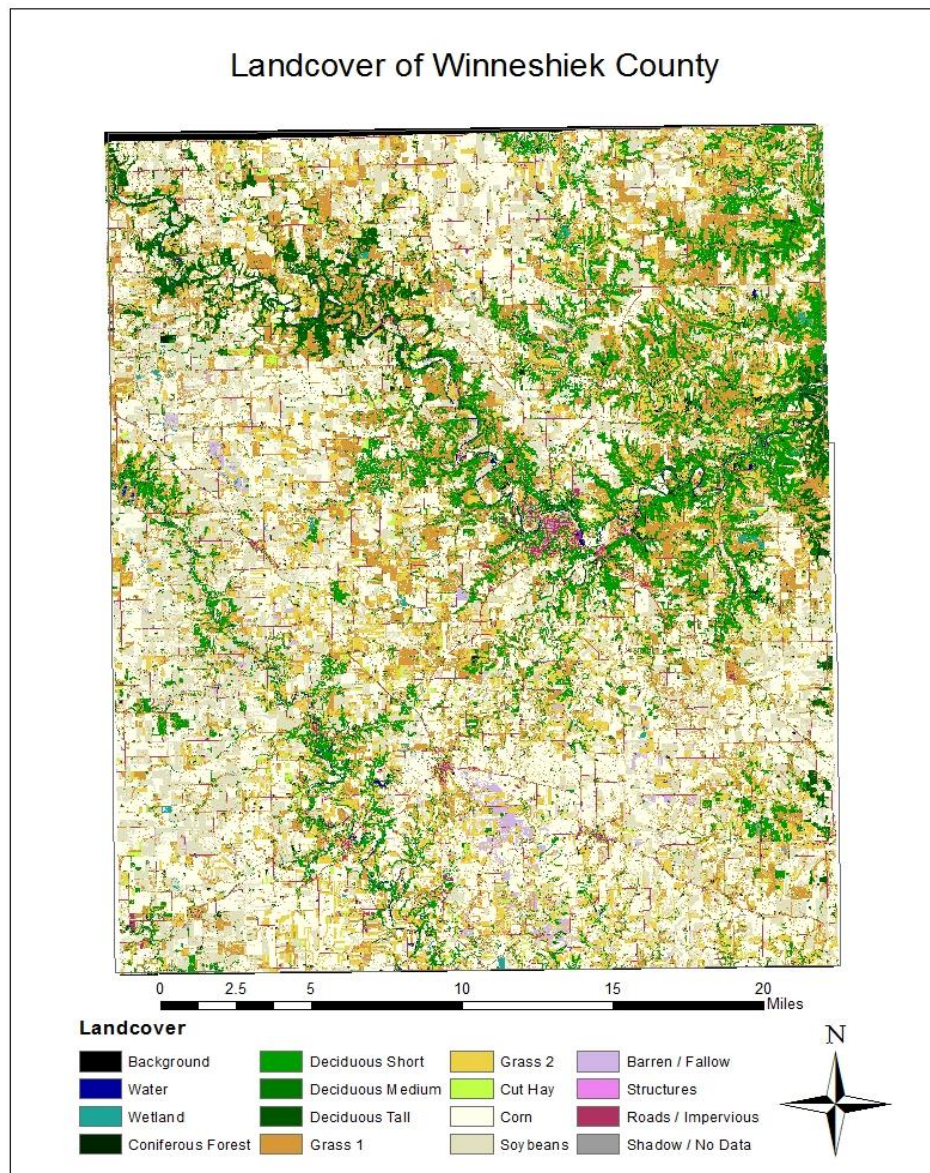 Landcover of Winneshiek County
0 2.5 5 10 15 20
Miles
Landcover
Background
Water
Wetland
Coniferous Forest
Deciduous Short
Deciduous Medium
Deciduous Tall
Grass 1
Grass 2
Cut Hay
Corn
Soybeans
Barren / Fallow
Structures
Roads / Impervious
Shadow / No Data
N